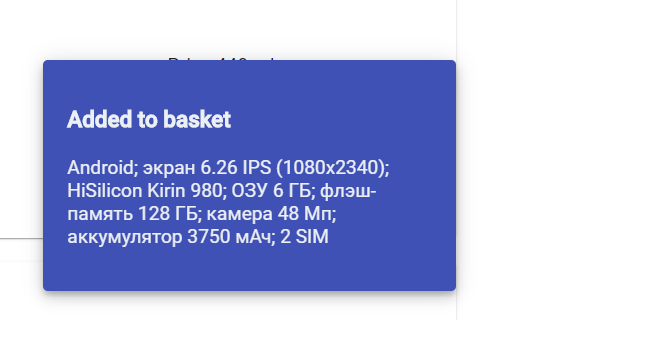 Added to basket
Android; экран 6.26 IPS (1080x2340);
HiSilicon Kirin 980; ОЗУ 6 ГБ; флэш-
память 128 ГБ; камера 48 Мп;
аккумулятор 3750 мАч; 2 SIM